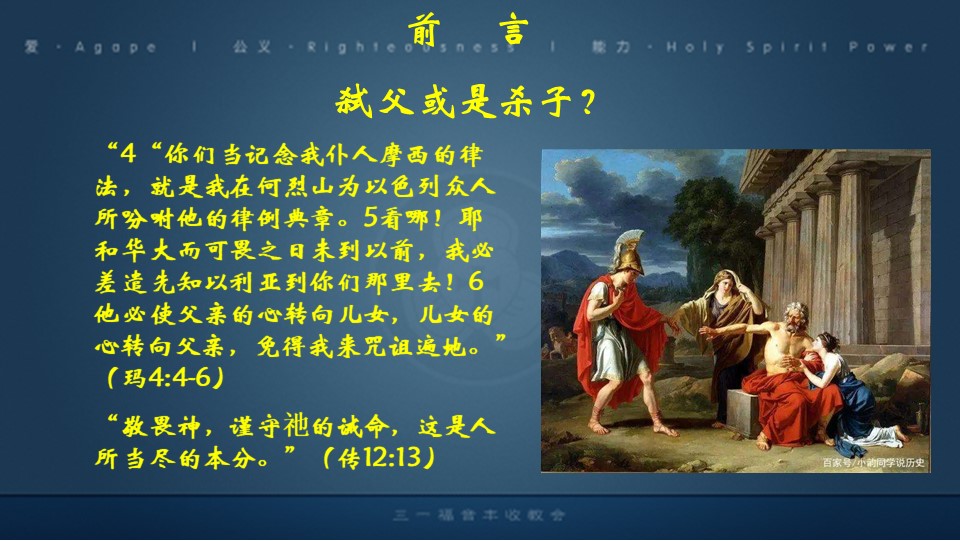 前 言
爱·Agape | 公义·Righteousness | 能力·Holy Spirit Power
弑父或是杀子？
“4“你们当记念我仆人摩西的律
法，就是我在何烈山为以色列众人
所吩咐他的律例典章。5看哪！耶
和华大而可畏之日未到以前，我必
差遣先知以利亚到你们那里去！6
他必使父亲的心转向儿女，儿女的
心转向父亲，免得我来咒诅遍地。”
（玛4:4-6）
“敬畏神，谨守祂的诫命，这是人
所当尽的本分。”（传12:13）
百家号/小韵同学说历史
三一福音丰收教会